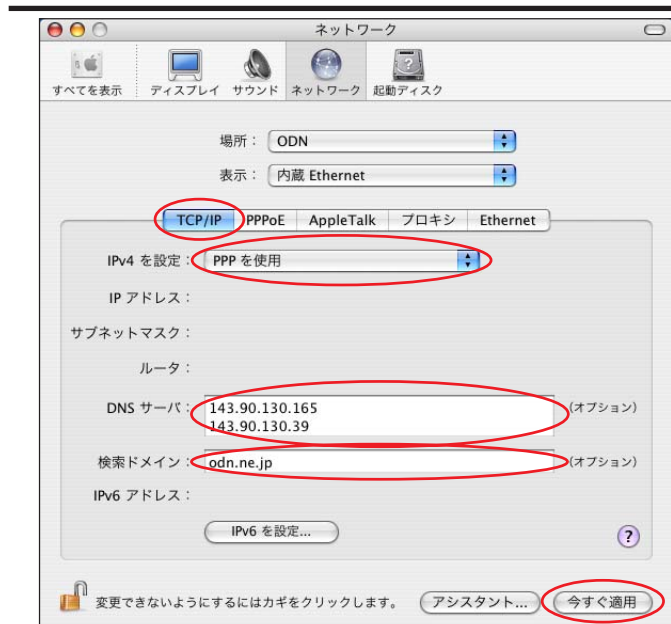 ネットワーク
すべてを表示 ディスプレイ サウンド ネットワーク 起動ディスク
場所： ODN
表示： 内蔵 Ethernet
TCP/IP PPPoE AppleTalk プロキシ Ethernet
IPv4 を設定： PPP を使用
IP アドレス：
サブネットマスク：
ルータ：
DNS サーバ： 143.90.130.165 (オプション)
143.90.130.39
検索ドメイン： odn.ne.jp (オプション)
IPv6 アドレス：
IPv6 を設定... ?
変更できないようにするにはカギをクリックします。 アシスタント... 今すぐ適用